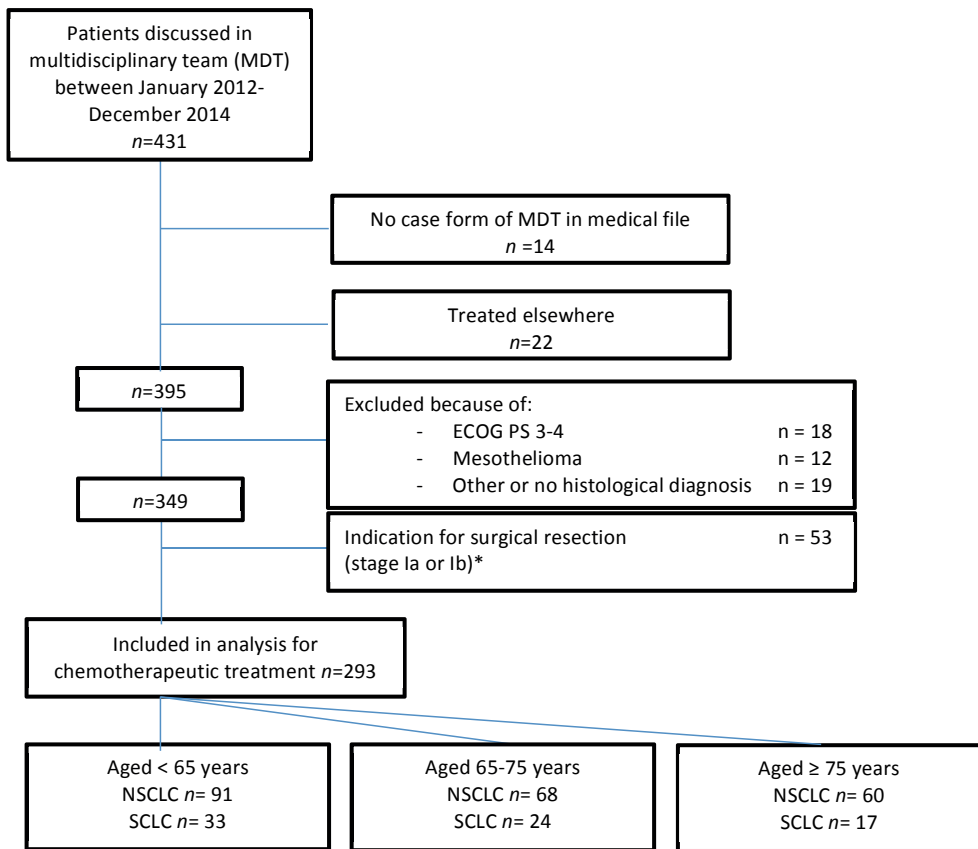 Patients discussed in
multidisciplinary team (MDT)
between January 2012-
December 2014
n=431
No case form of MDT in medical file
n =14
Treated elsewhere
n=22
n=395
Excluded because of:
- ECOG PS 3-4 n = 18
- Mesothelioma n = 12
- Other or no histological diagnosis n = 19
n=349
Indication for surgical resection n = 53
(stage Ia or Ib)*
Included in analysis for
chemotherapeutic treatment n=293
Aged < 65 years
NSCLC n= 91
SCLC n= 33
Aged 65-75 years
NSCLC n= 68
SCLC n= 24
Aged ≥ 75 years
NSCLC n= 60
SCLC n= 17